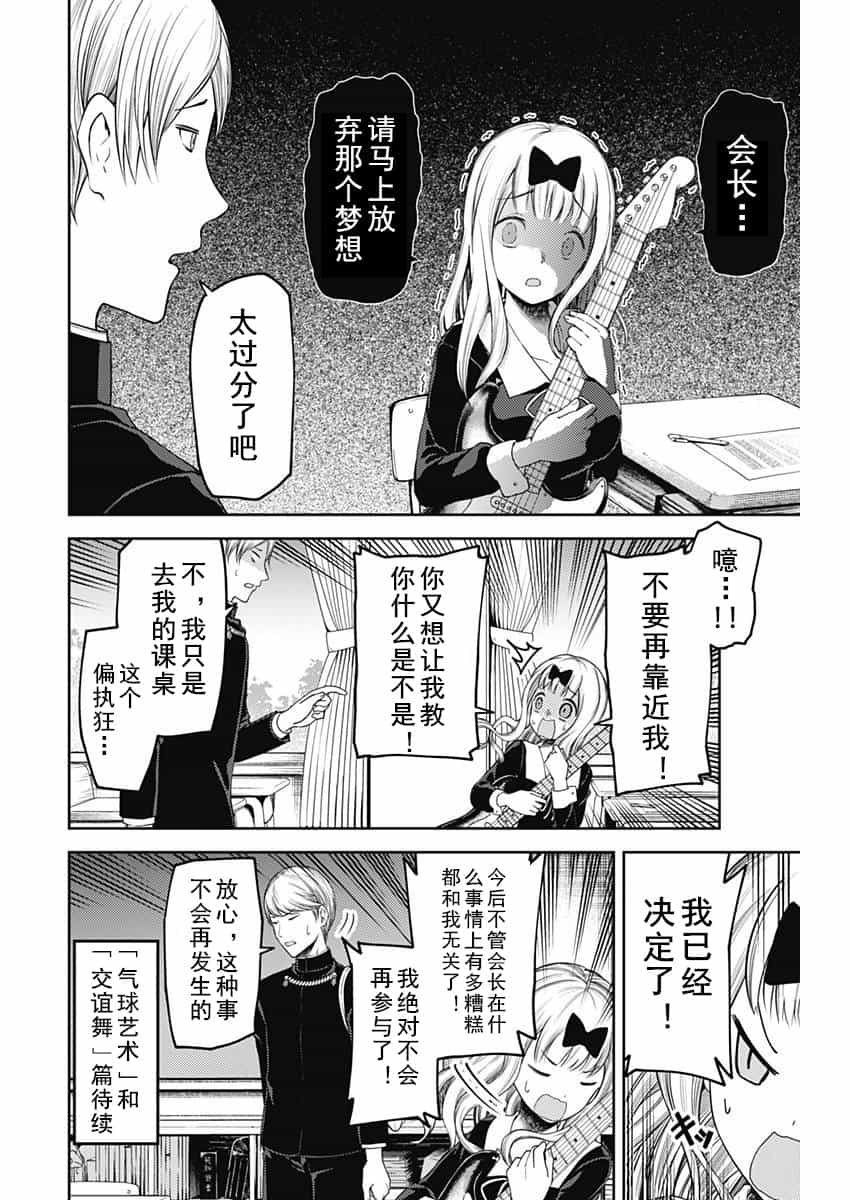 会长…
请马上放
弃那个梦想
太过分了吧
噫…!!
不要再靠近我！
你又想让我教
你什么是不是！
不，我只是
去我的课桌
这个
偏执狂…
我已经
决定了！
キッ
今后不管会长在什
么事情上有多糟糕
都和我无关了！
我绝对不会
再参与了！
放心，这种事
不会再发生的
「气球艺术」和
「交谊舞」篇待续